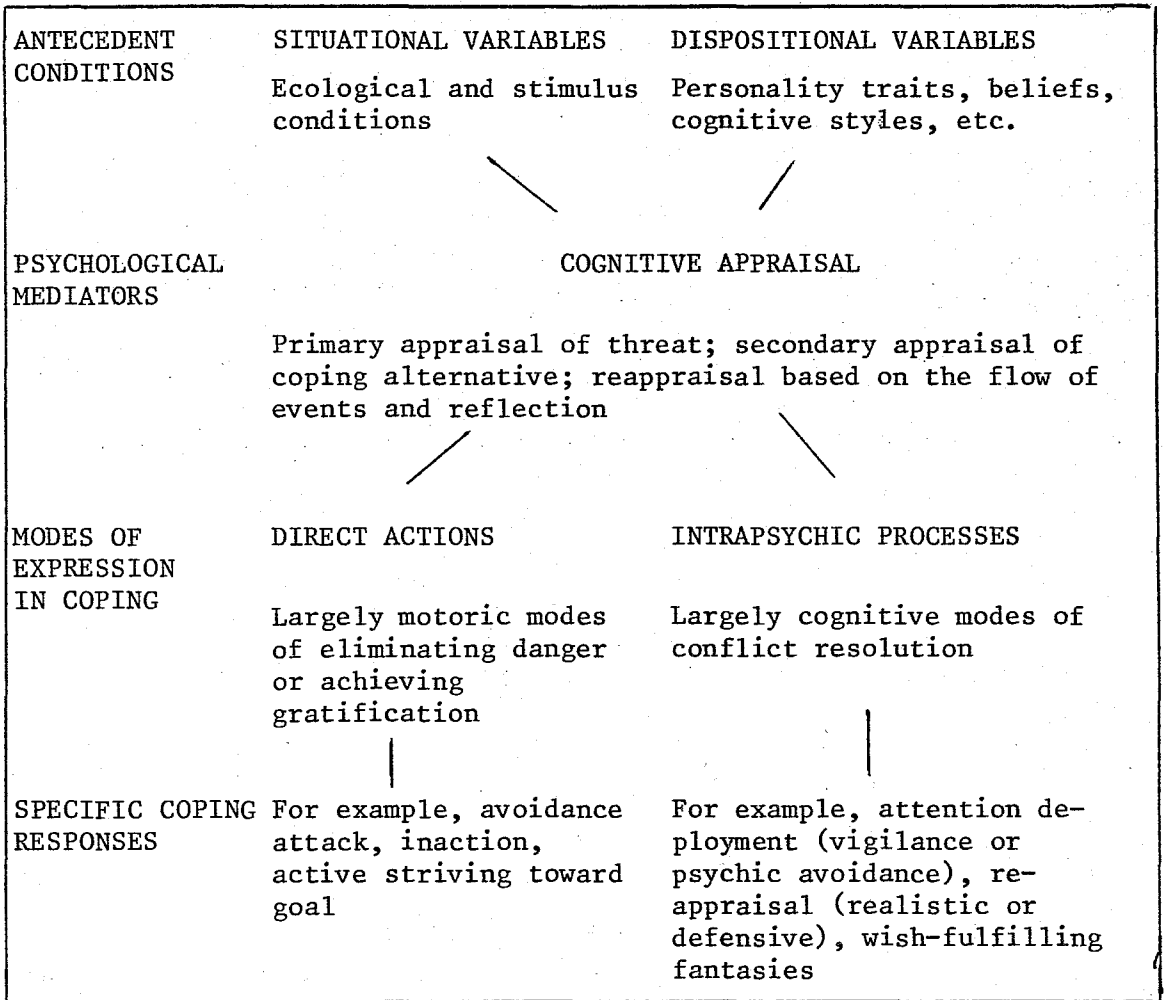 ANTECEDENT
CONDITIONS
SITUATIONAL VARIABLES
Ecological and stimulus
conditions
DISPOSITIONAL VARIABLES
Personality traits, beliefs,
cognitive styles, etc.
PSYCHOLOGICAL
MEDIATORS
COGNITIVE APPRAISAL
Primary appraisal of threat; secondary appraisal of
coping alternative; reappraisal based on the flow of
events and reflection
MODES OF
EXPRESSION
IN COPING
DIRECT ACTIONS
Largely motoric modes
of eliminating danger
or achieving
gratification
INTRAPSYCHIC PROCESSES
Largely cognitive modes of
conflict resolution
SPECIFIC COPING
RESPONSES
For example, avoidance
attack, inaction,
active striving toward
goal
For example, attention de-
ployment (vigilance or
psychic avoidance), re-
appraisal (realistic or
defensive), wish-fulfilling
fantasies